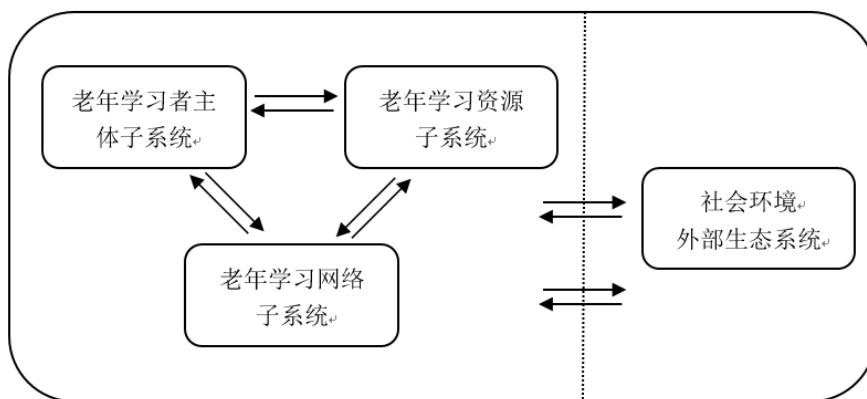 老年学习者主
体子系统
老年学习资源
子系统
老年学习网络
子系统
社会环境
外部生态系统